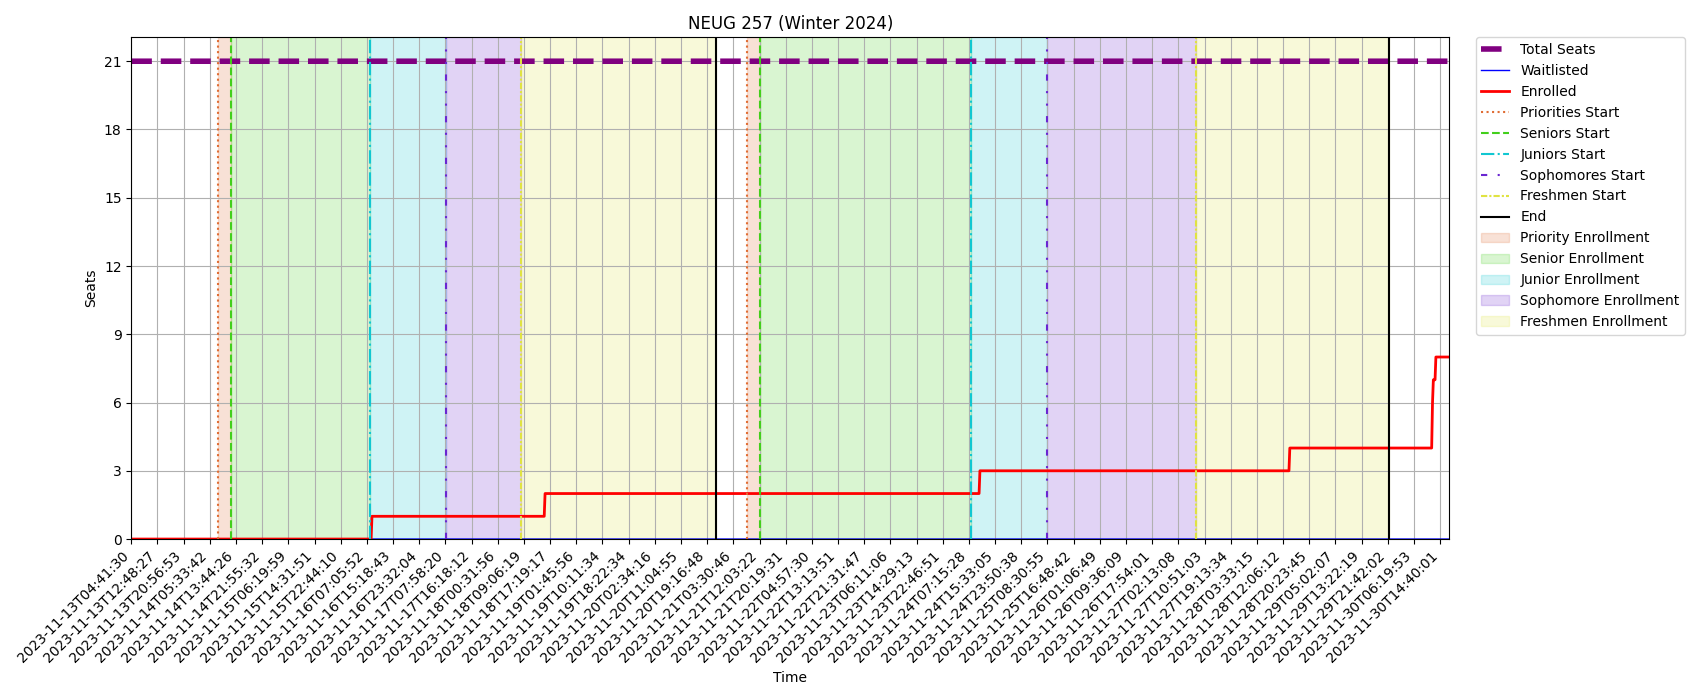 NEUG 257 (Winter 2024)
Seats
21
18
15
12
9
6
3
0
2023-11-13T04:41:30
2023-11-13T12:48:27
2023-11-13T20:56:53
2023-11-14T05:33:42
2023-11-14T13:44:26
2023-11-14T21:55:32
2023-11-15T06:19:59
2023-11-15T14:31:51
2023-11-15T22:44:10
2023-11-16T07:05:52
2023-11-16T15:18:43
2023-11-16T23:32:04
2023-11-17T07:58:20
2023-11-17T16:18:12
2023-11-18T00:31:56
2023-11-18T09:06:19
2023-11-18T17:19:17
2023-11-19T01:45:56
2023-11-19T10:11:34
2023-11-19T18:22:34
2023-11-20T02:34:16
2023-11-20T11:04:55
2023-11-20T19:16:48
2023-11-21T03:30:46
2023-11-21T12:03:22
2023-11-21T20:19:31
2023-11-22T04:57:30
2023-11-22T13:13:51
2023-11-22T21:31:47
2023-11-23T06:11:06
2023-11-23T14:29:13
2023-11-23T22:46:51
2023-11-24T07:15:28
2023-11-24T15:33:05
2023-11-24T23:50:38
2023-11-25T08:30:55
2023-11-25T16:48:42
2023-11-26T01:06:49
2023-11-26T09:36:09
2023-11-26T17:54:01
2023-11-27T02:13:08
2023-11-27T10:51:03
2023-11-27T19:13:34
2023-11-28T03:33:15
2023-11-28T12:06:12
2023-11-28T20:23:45
2023-11-29T05:02:07
2023-11-29T13:22:19
2023-11-29T21:42:02
2023-11-30T06:19:53
2023-11-30T14:40:01
Time
Total Seats
Waitlisted
Enrolled
Priorities Start
Seniors Start
Juniors Start
Sophomores Start
Freshmen Start
End
Priority Enrollment
Senior Enrollment
Junior Enrollment
Sophomore Enrollment
Freshmen Enrollment